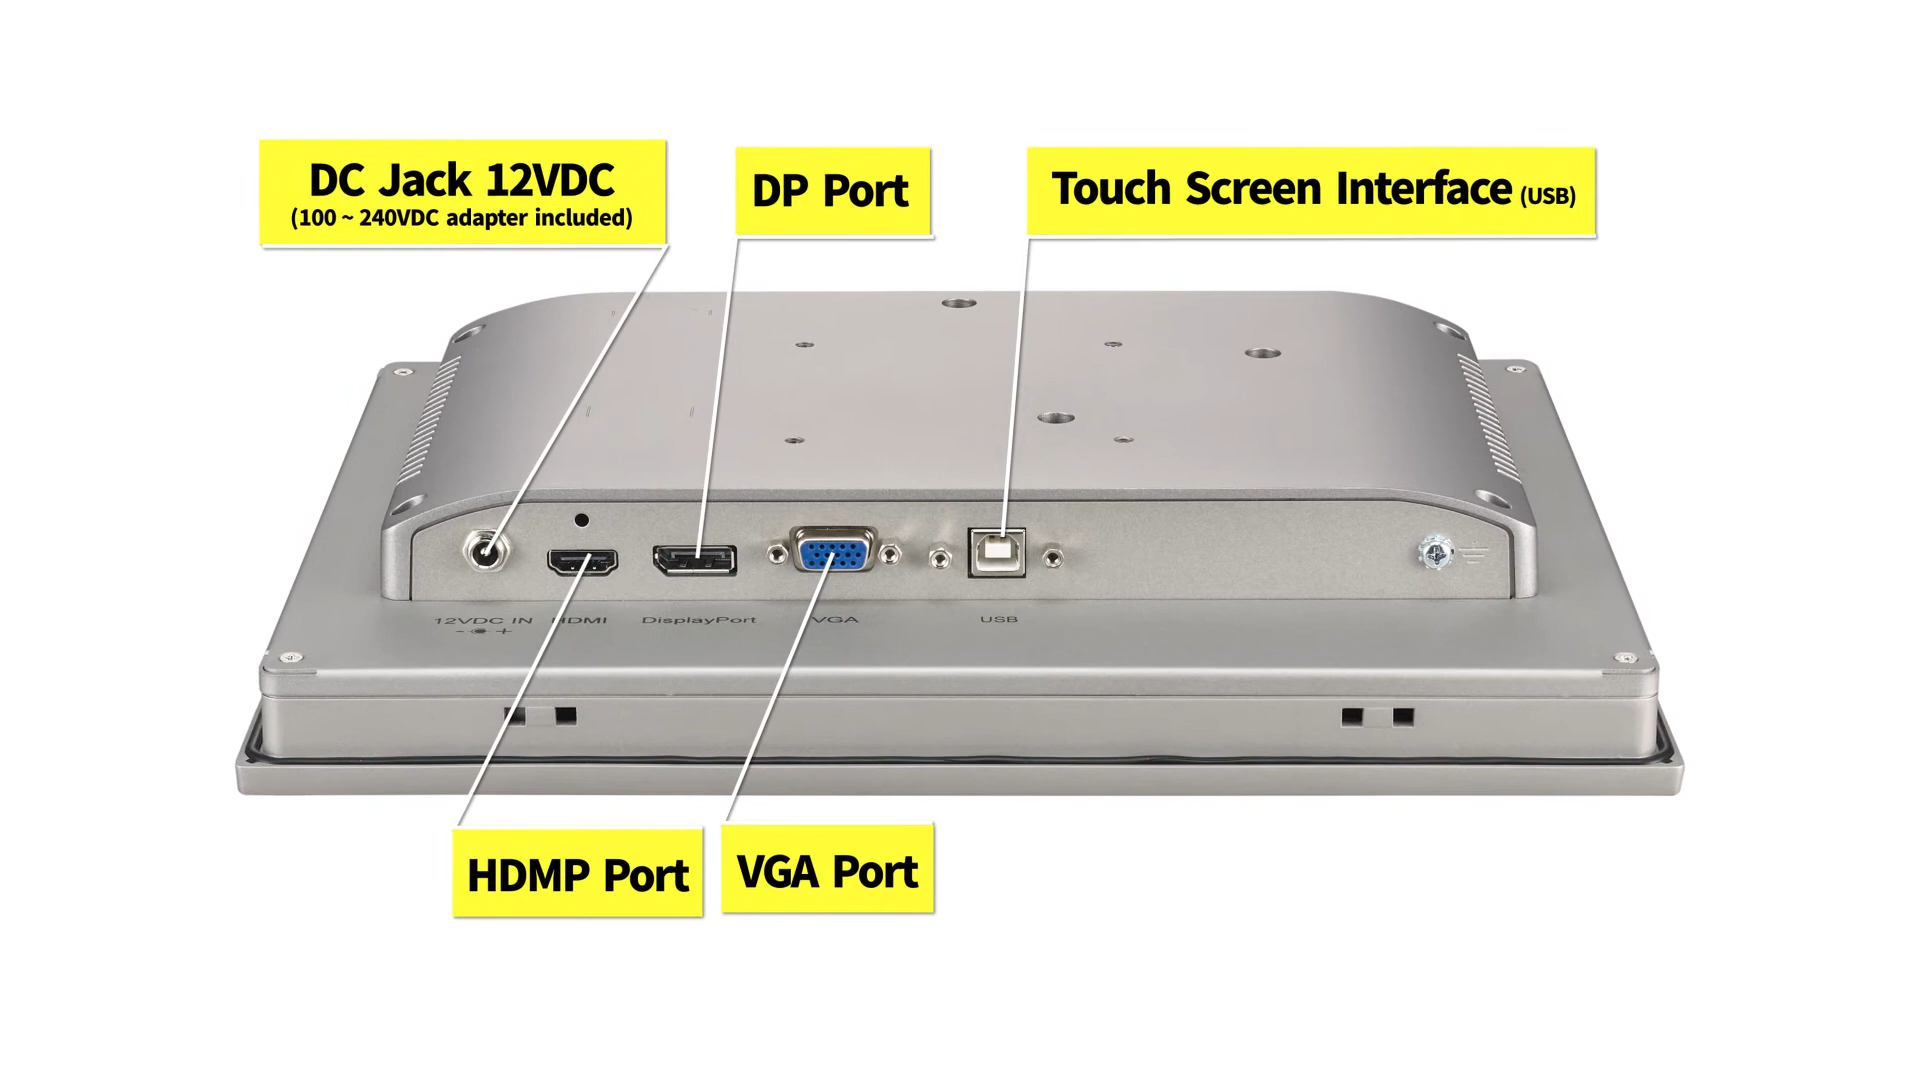 DC Jack 12VDC
(100 ~ 240VDC adapter included)
DP Port
Touch Screen Interface (USB)
12VDC IN
HDMI
DisplayPort
VGA
USB
- +
HDMP Port
VGA Port